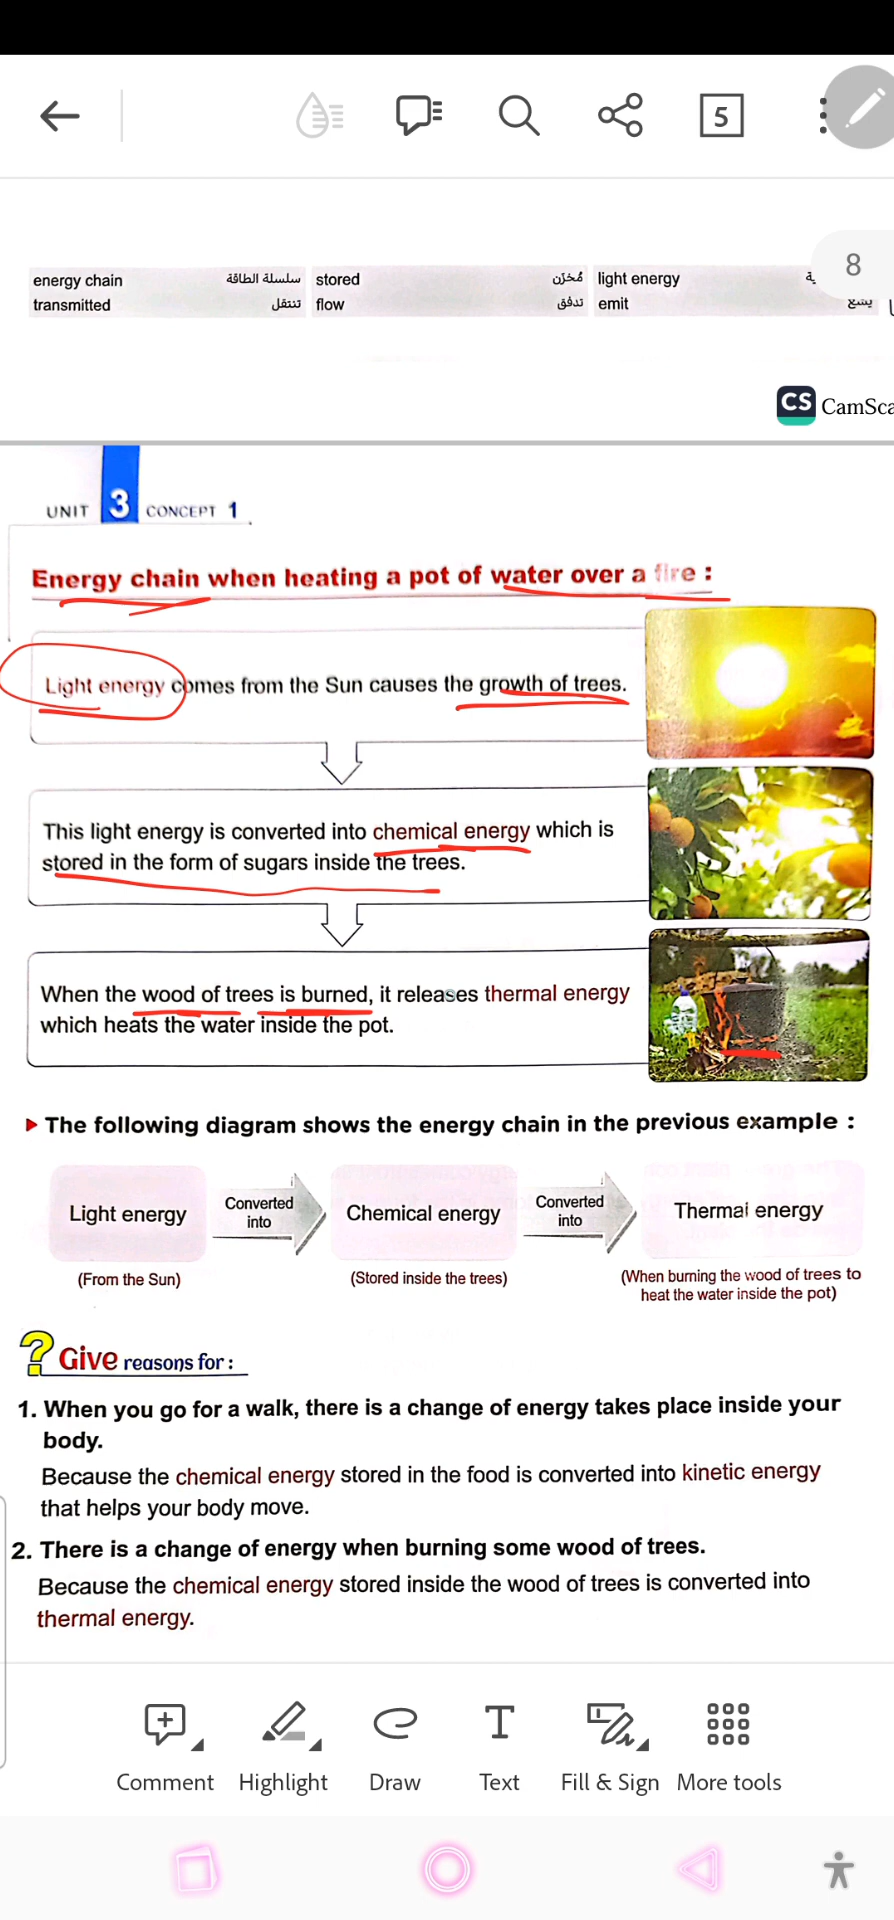 5
8
energy chain سلسلة الطاقة stored مُخزّن light energy
transmitted تنتقل flow تدفق emit يشع
CS CamSca
UNIT 3 CONCEPT 1
Energy chain when heating a pot of water over a fire :
Light energy comes from the Sun causes the growth of trees.
This light energy is converted into chemical energy which is
stored in the form of sugars inside the trees.
When the wood of trees is burned, it releases thermal energy
which heats the water inside the pot.
The following diagram shows the energy chain in the previous example :
Light energy Converted into Chemical energy Converted into Thermal energy
(From the Sun) (Stored inside the trees) (When burning the wood of trees to
heat the water inside the pot)
? Give reasons for :
1. When you go for a walk, there is a change of energy takes place inside your
body.
Because the chemical energy stored in the food is converted into kinetic energy
that helps your body move.
2. There is a change of energy when burning some wood of trees.
Because the chemical energy stored inside the wood of trees is converted into
thermal energy.
Comment Highlight Draw Text Fill & Sign More tools